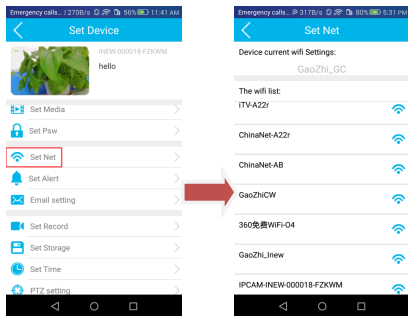 Emergency calls... 270B/s 56% 11:41 AM
Set Device
INEW-000018-FZKWM
hello
Set Media
Set Psw
Set Net
Set Alert
Email setting
Set Record
Set Storage
Set Time
PTZ setting
Emergency calls... 317B/s 80% 5:31 PM
Set Net
Device current wifi Settings:
GaoZhi_GC
The wifi list:
iTV-A22r
ChinaNet-A22r
ChinaNet-AB
GaoZhiCW
360免费WiFi-O4
GaoZhi_Inew
IPCAM-INEW-000018-FZKWM